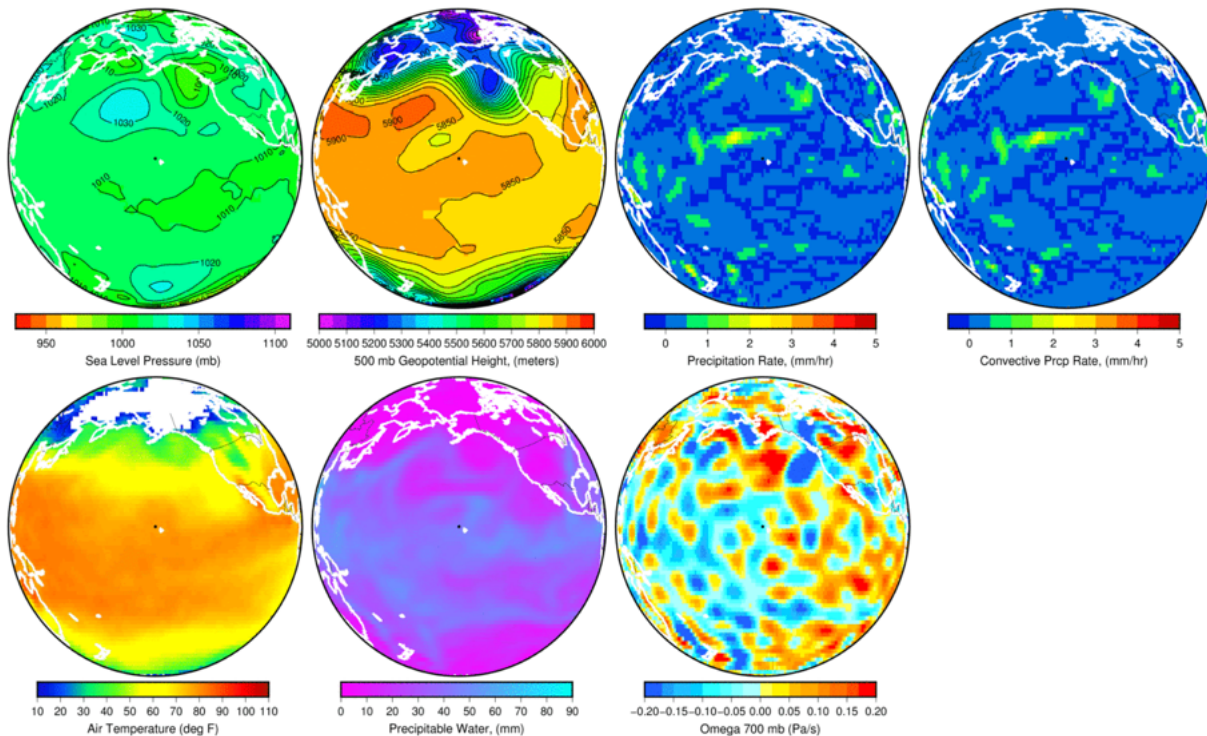 1010
1030
1020
1030
1020
1010
1010
1010
1020
5900
5900
5850
5850
5850
950 1000 1050 1100
Sea Level Pressure (mb)
5000 5100 5200 5300 5400 5500 5600 5700 5800 5900 6000
500 mb Geopotential Height, (meters)
0 1 2 3 4 5
Precipitation Rate, (mm/hr)
0 1 2 3 4 5
Convective Prcp Rate, (mm/hr)
10 20 30 40 50 60 70 80 90 100 110
Air Temperature (deg F)
0 10 20 30 40 50 60 70 80 90
Precipitable Water, (mm)
−0.20 −0.15 −0.10 −0.05 0.00 0.05 0.10 0.15 0.20
Omega 700 mb (Pa/s)